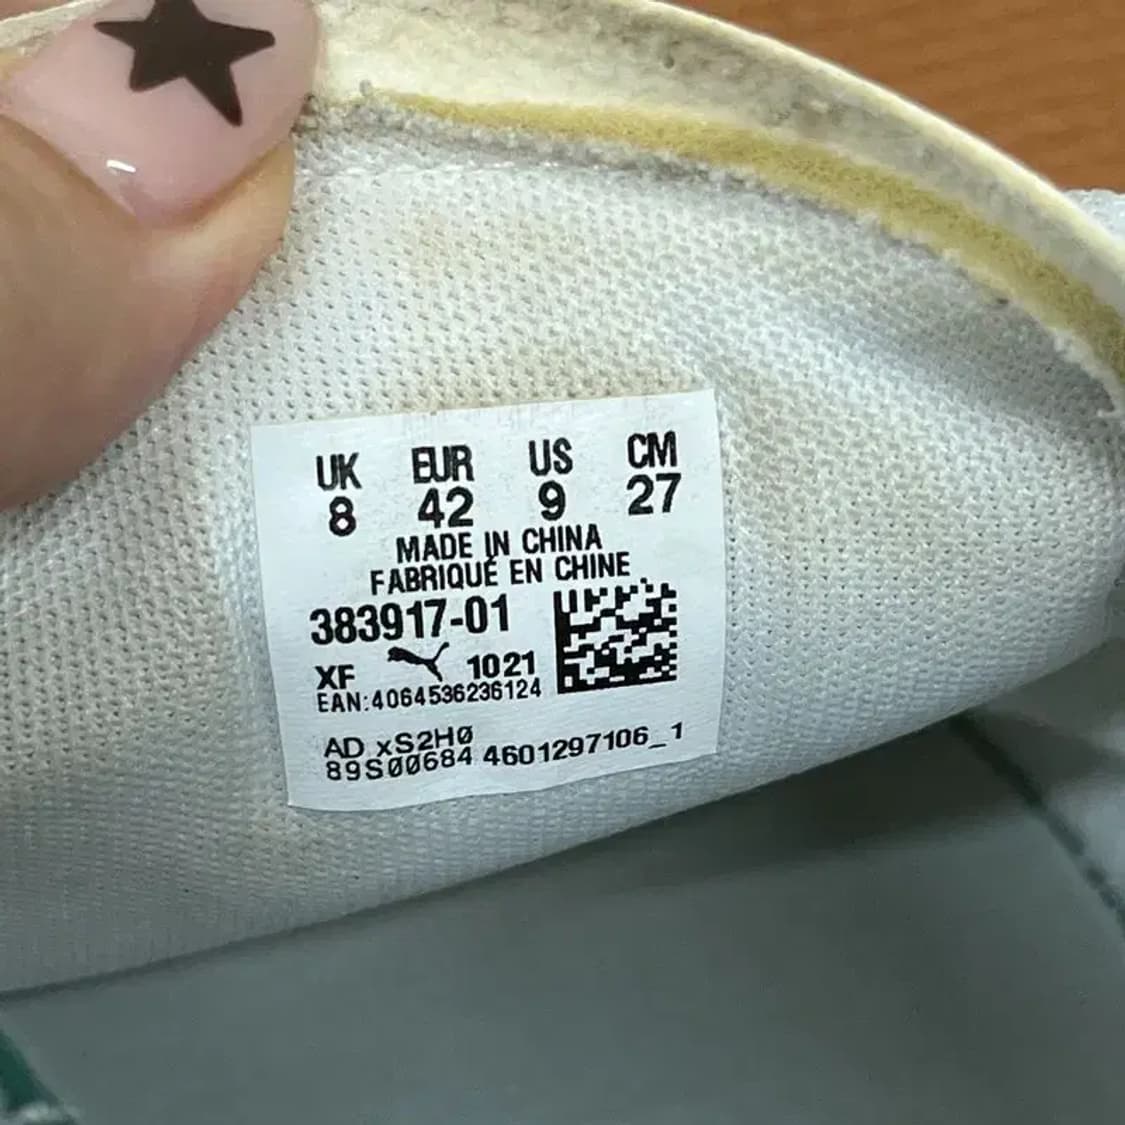 UK EUR US CM
8 42 9 27
MADE IN CHINA
FABRIQUÉ EN CHINE
383917-01
XF 1021
EAN:4064536236124
AD xS2HØ
89SØØ684 4601297106_1